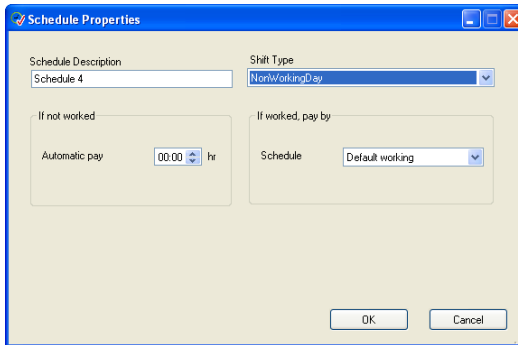 Schedule Properties
Schedule Description
Shift Type
Schedule 4
NonWorkingDay
If not worked
If worked, pay by
Automatic pay 00:00 hr
Schedule Default working
OK Cancel